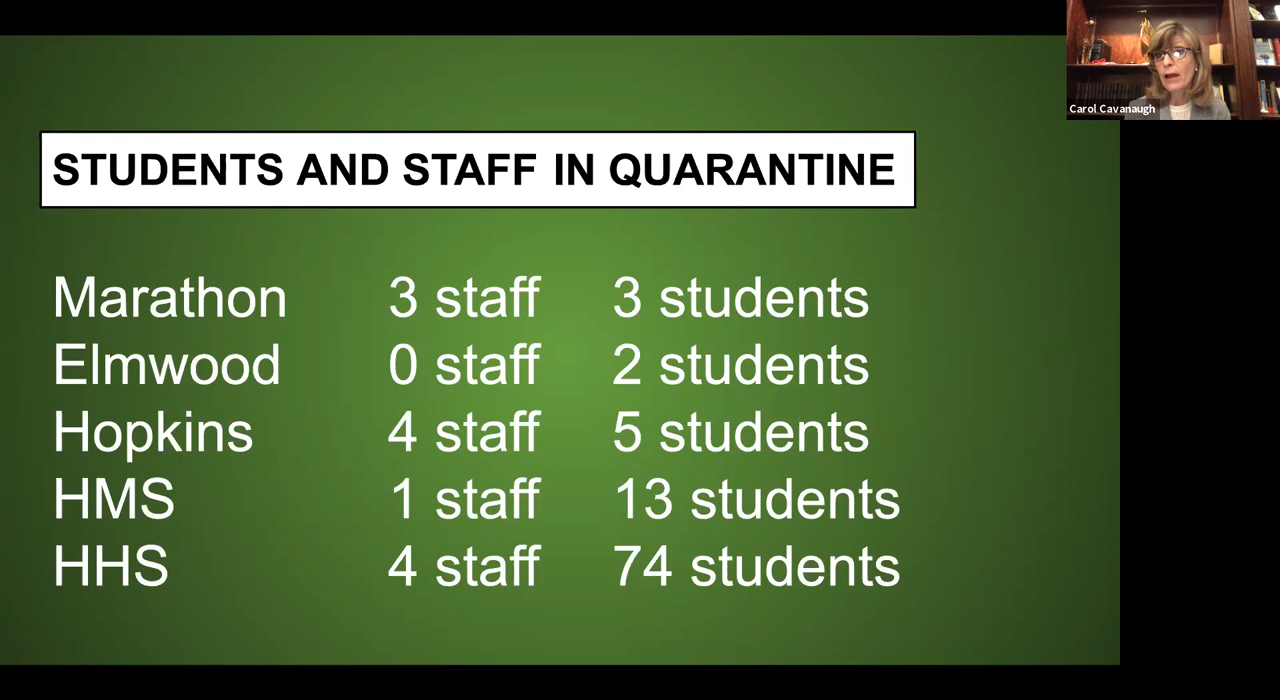 Carol Cavanaugh
STUDENTS AND STAFF IN QUARANTINE
Marathon 3 staff 3 students
Elmwood 0 staff 2 students
Hopkins 4 staff 5 students
HMS 1 staff 13 students
HHS 4 staff 74 students